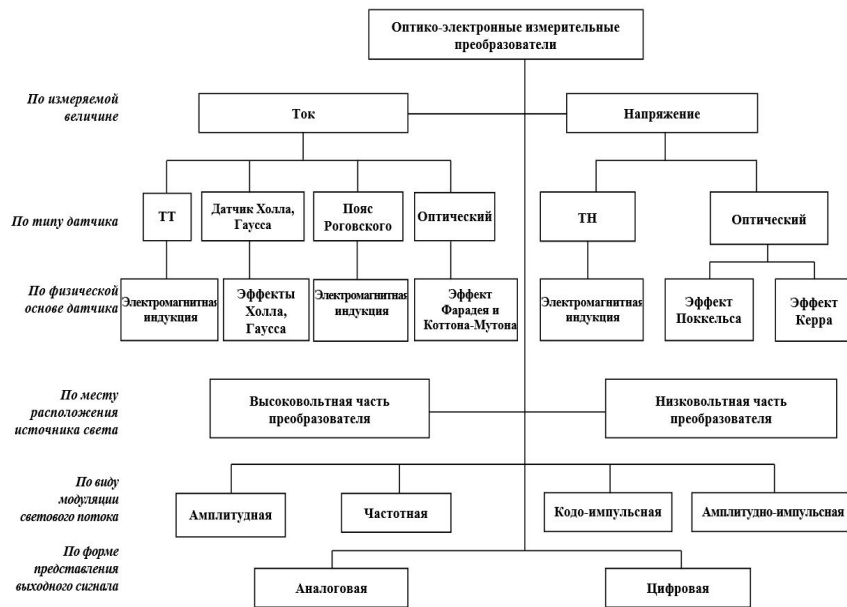 Оптико-электронные измерительные
преобразователи
По измеряемой
величине
Ток
Напряжение
По типу датчика
ТТ
Датчик Холла,
Гаусса
Пояс
Роговского
Оптический
ТН
Оптический
По физической
основе датчика
Электромагнитная
индукция
Эффекты
Холла,
Гаусса
Электромагнитная
индукция
Эффект
Фарадея и
Коттона-Мутона
Электромагнитная
индукция
Эффект
Поккельса
Эффект
Керра
По месту
расположения
источника света
Высоковольтная часть
преобразователя
Низковольтная часть
преобразователя
По виду
модуляции
светового потока
Амплитудная
Частотная
Кодо-импульсная
Амплитудно-импульсная
По форме
представления
выходного сигнала
Аналоговая
Цифровая